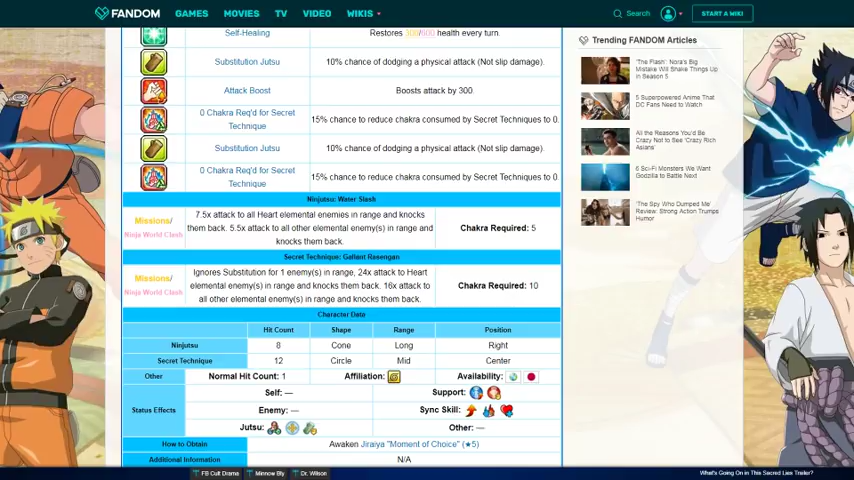 FANDOM GAMES MOVIES TV VIDEO WIKIS Search START A WIKI
Self-Healing Restores 300/600 health every turn.
Substitution Jutsu 10% chance of dodging a physical attack (Not slip damage).
Attack Boost Boosts attack by 300.
0 Chakra Req'd for Secret
Technique
15% chance to reduce chakra consumed by Secret Techniques to 0.
Substitution Jutsu 10% chance of dodging a physical attack (Not slip damage).
0 Chakra Req'd for Secret
Technique
15% chance to reduce chakra consumed by Secret Techniques to 0.
Ninjutsu: Water Slash
Missions/
Ninja World Clash
7.5x attack to all Heart elemental enemies in range and knocks
them back. 5.5x attack to all other elemental enemy(s) in range and
knocks them back.
Chakra Required: 5
Secret Technique: Gallant Rasengan
Missions/
Ninja World Clash
Ignores Substitution for 1 enemy(s) in range, 24x attack to Heart
elemental enemy(s) in range and knocks them back. 16x attack to
all other elemental enemy(s) in range and knocks them back.
Chakra Required: 10
Character Data
Hit Count Shape Range Position
Ninjutsu 8 Cone Long Right
Secret Technique 12 Circle Mid Center
Other Normal Hit Count: 1 Affiliation: Availability:
Status Effects
Self: — Support:
Enemy: — Sync Skill:
Jutsu: Other: —
How to Obtain Awaken Jiraiya "Moment of Choice" (★5)
Additional Information N/A
Trending FANDOM Articles
'The Flash': Nora's Big
Mistake Will Shake Things Up
in Season 5
5 Superpowered Anime That
DC Fans Need to Watch
All the Reasons You'd Be
Crazy Not to See 'Crazy Rich
Asians'
6 Sci-Fi Monsters We Want
Godzilla to Battle Next
'The Spy Who Dumped Me'
Review: Strong Action Trumps
Humor
FB Cult Drama Minnow Bly Dr. Wilson What's Going On in This Sacred Lies Trailer?